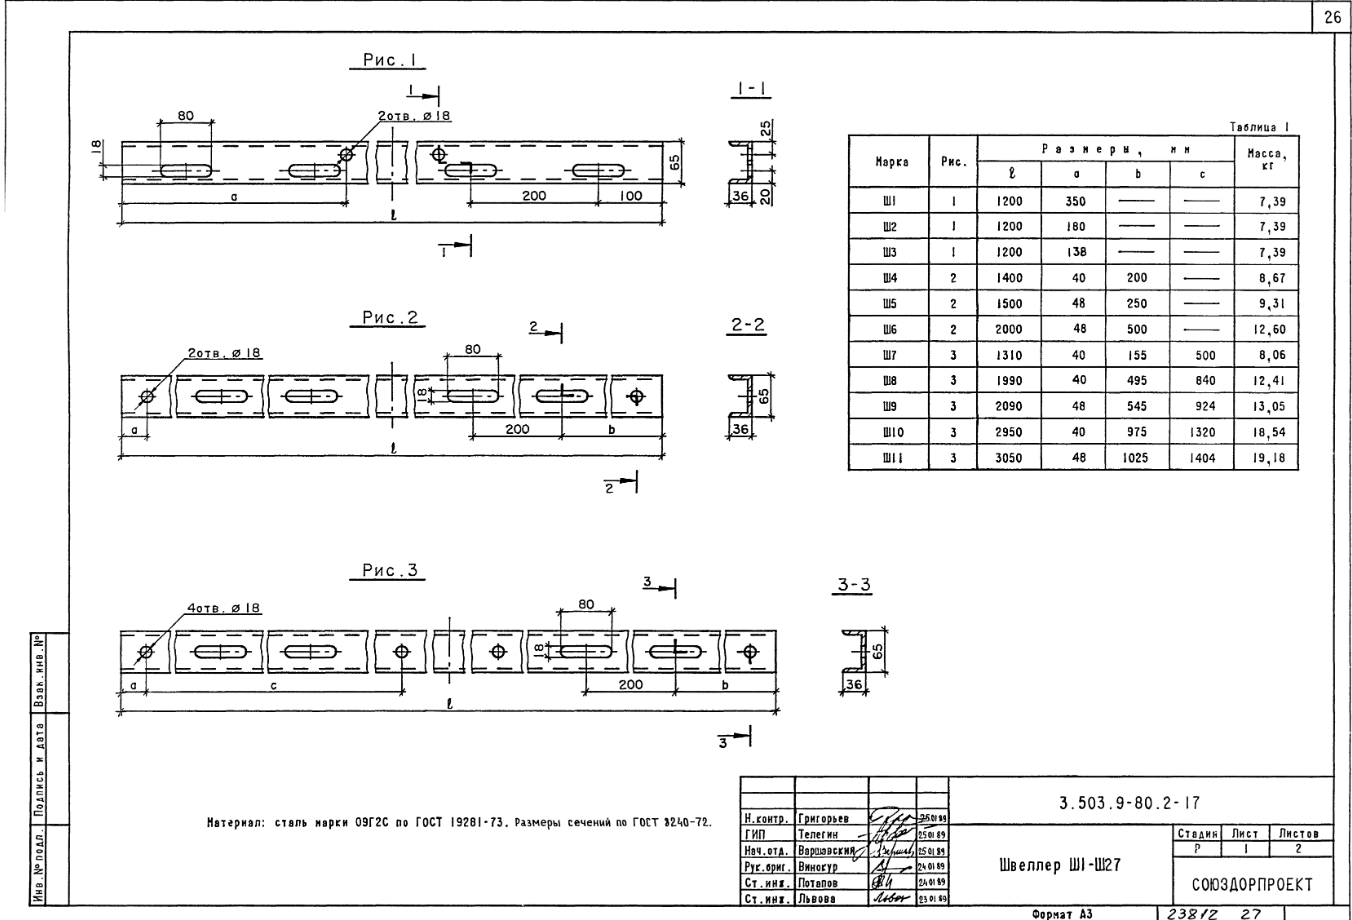 26
Рис.1
1
1-1
80
2отв. ⌀18
18
65
25
20
36
a
200
100
ℓ
1
Таблица 1
Марка Рис. Размеры, мм Масса, кг
ℓ a b c
Ш1 1 1200 350 — — 7,39
Ш2 1 1200 180 — — 7,39
Ш3 1 1200 138 — — 7,39
Ш4 2 1400 40 200 — 8,67
Ш5 2 1500 48 250 — 9,31
Ш6 2 2000 48 500 — 12,60
Ш7 3 1310 40 155 500 8,06
Ш8 3 1990 40 495 840 12,41
Ш9 3 2090 48 545 924 13,05
Ш10 3 2950 40 975 1320 18,54
Ш11 3 3050 48 1025 1404 19,18
Рис.2
2
2-2
2отв. ⌀18
80
18
65
36
a
200
b
ℓ
2
Рис.3
3
3-3
4отв. ⌀18
80
18
65
36
a
c
200
b
ℓ
3
Материал: сталь марки 09Г2С по ГОСТ 19281-73. Размеры сечений по ГОСТ 8240-72.
Взак.инв.№
Подпись и дата
Инв.№подл.
3.503.9-80.2-17
Н.контр. Григорьев 25.01.89
ГИП Телегин 25.01.89
Нач.отд. Варшавский 25.01.89
Рук.бриг. Винокур 24.01.89
Ст.инж. Потапов 24.01.89
Ст.инж. Львова 23.01.89
Швеллер Ш1-Ш27
Стадия Лист Листов
Р 1 2
СОЮЗДОРПРОЕКТ
Формат А3
23812 27